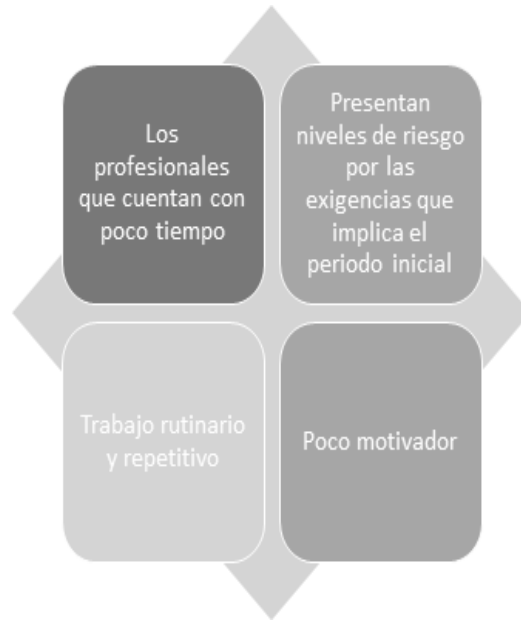 Los
profesionales
que cuentan con
poco tiempo
Presentan
niveles de riesgo
por las
exigencias que
implica el
periodo inicial
Trabajo rutinario
y repetitivo
Poco motivador